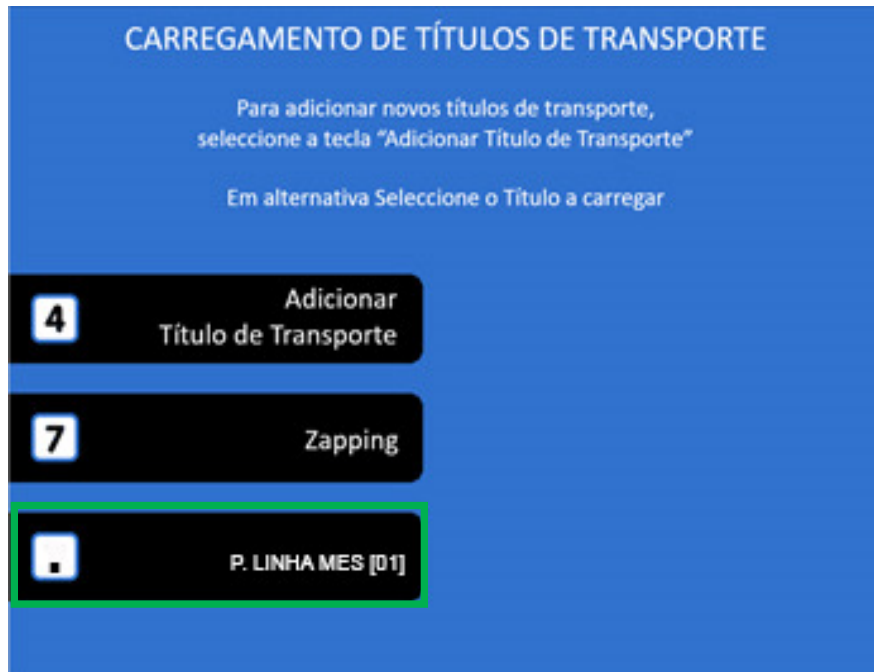 CARREGAMENTO DE TÍTULOS DE TRANSPORTE
Para adicionar novos títulos de transporte,
seleccione a tecla “Adicionar Título de Transporte”
Em alternativa Seleccione o Título a carregar
4 Adicionar
Título de Transporte
7 Zapping
. P. LINHA MES [01]